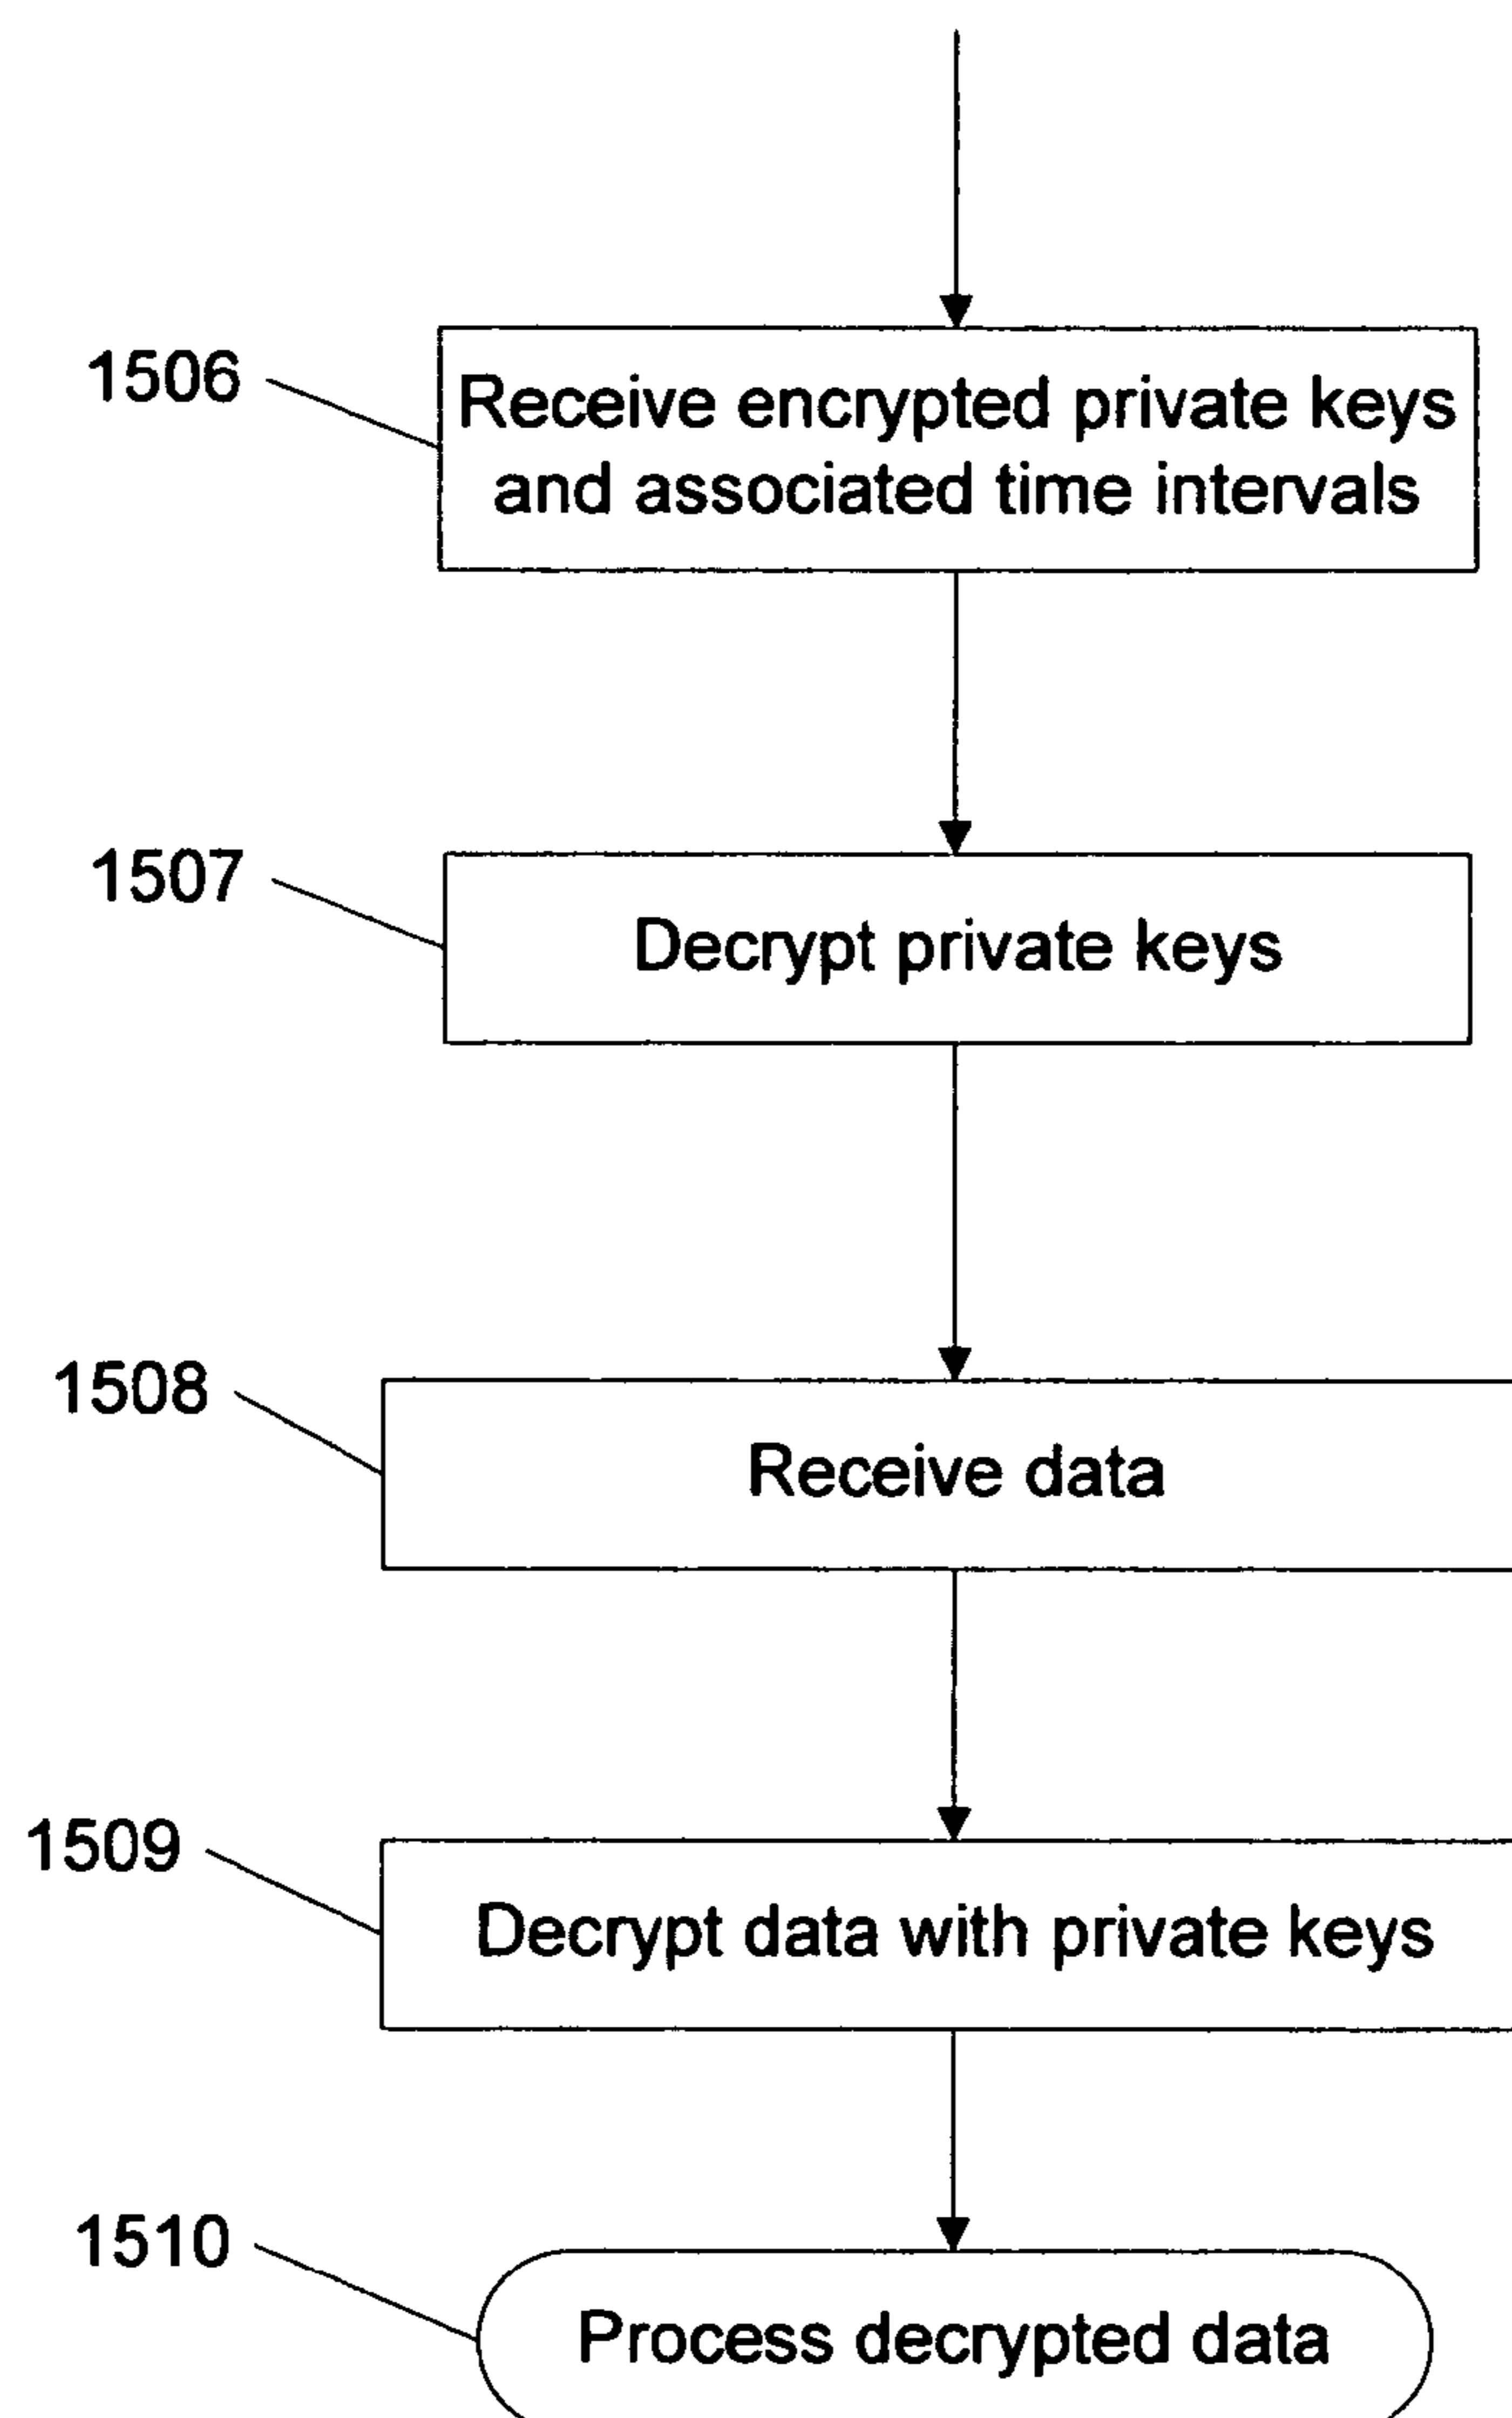 1506
Receive encrypted private keys
and associated time intervals
1507
Decrypt private keys
1508
Receive data
1509
Decrypt data with private keys
1510
Process decrypted data